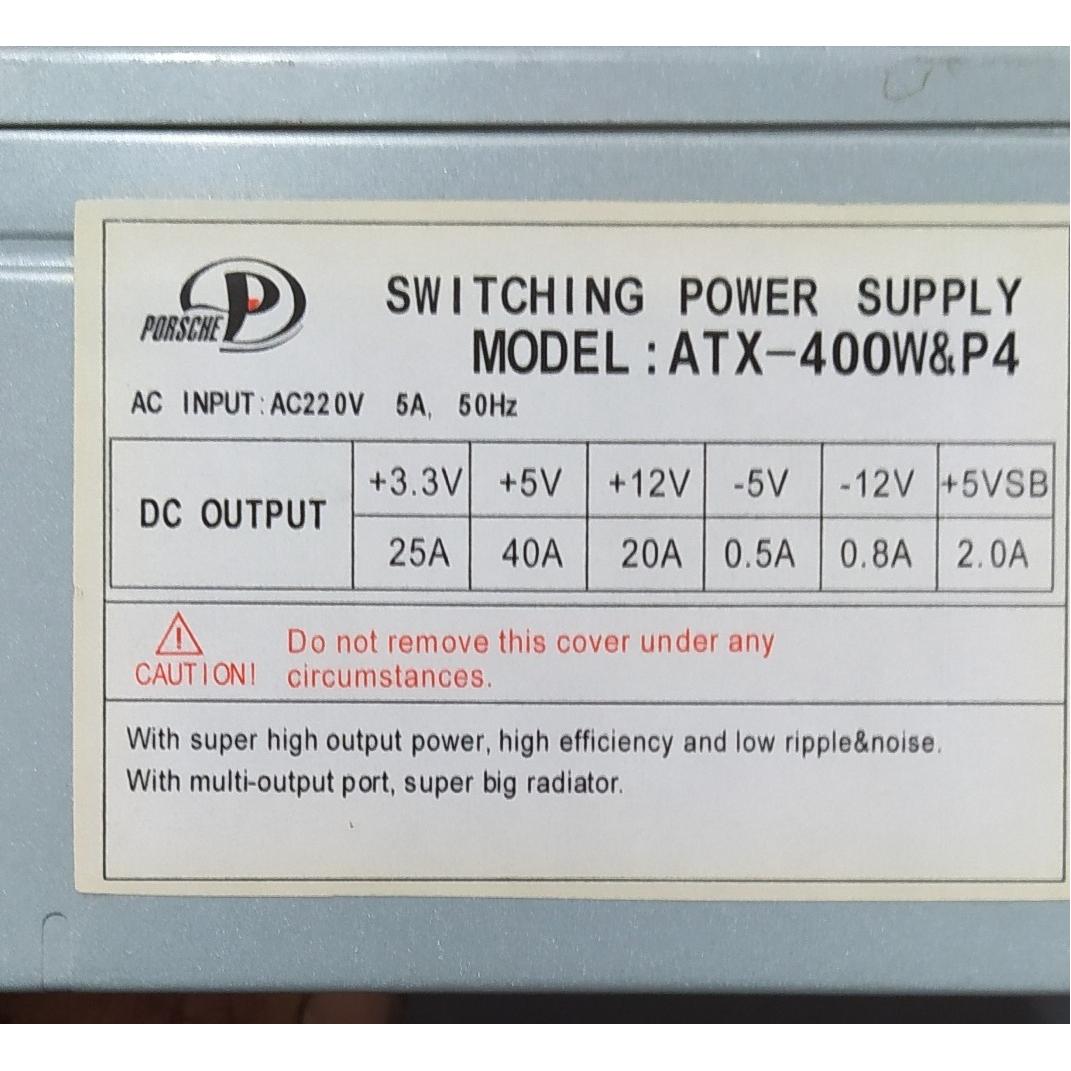 PORSCHE
SWITCHING POWER SUPPLY
MODEL:ATX-400W&P4
AC INPUT:AC220V 5A, 50Hz
DC OUTPUT
+3.3V +5V +12V -5V -12V +5VSB
25A 40A 20A 0.5A 0.8A 2.0A
Do not remove this cover under any
CAUTION! circumstances.
With super high output power, high efficiency and low ripple&noise.
With multi-output port, super big radiator.